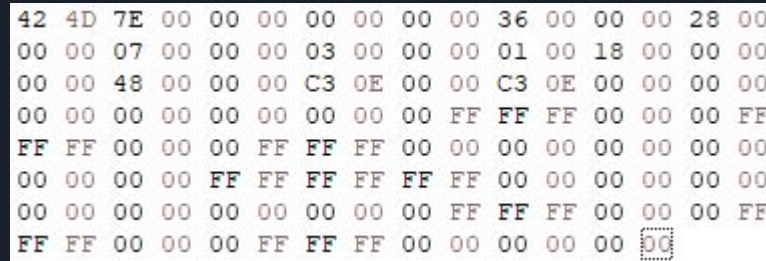 42 4D 7E 00 00 00 00 00 00 00 36 00 00 00 28 00
00 00 07 00 00 00 03 00 00 00 01 00 18 00 00 00
00 00 48 00 00 00 C3 0E 00 00 C3 0E 00 00 00 00
00 00 00 00 00 00 00 00 00 FF FF FF 00 00 00 FF
FF FF 00 00 00 FF FF FF 00 00 00 00 00 00 00 00
00 00 00 00 FF FF FF FF FF FF 00 00 00 00 00 00
00 00 00 00 00 00 00 00 00 FF FF FF 00 00 00 FF
FF FF 00 00 00 FF FF FF 00 00 00 00 00 00